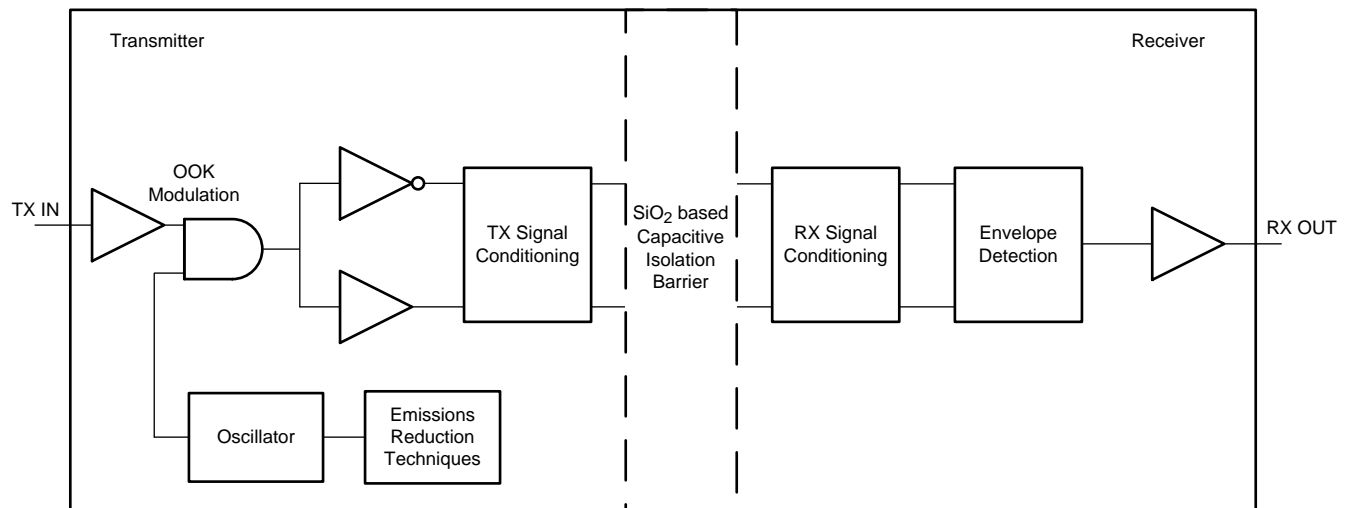 Transmitter
Receiver
OOK
Modulation
TX IN
TX Signal
Conditioning
SiO2 based
Capacitive
Isolation
Barrier
RX Signal
Conditioning
Envelope
Detection
RX OUT
Oscillator
Emissions
Reduction
Techniques